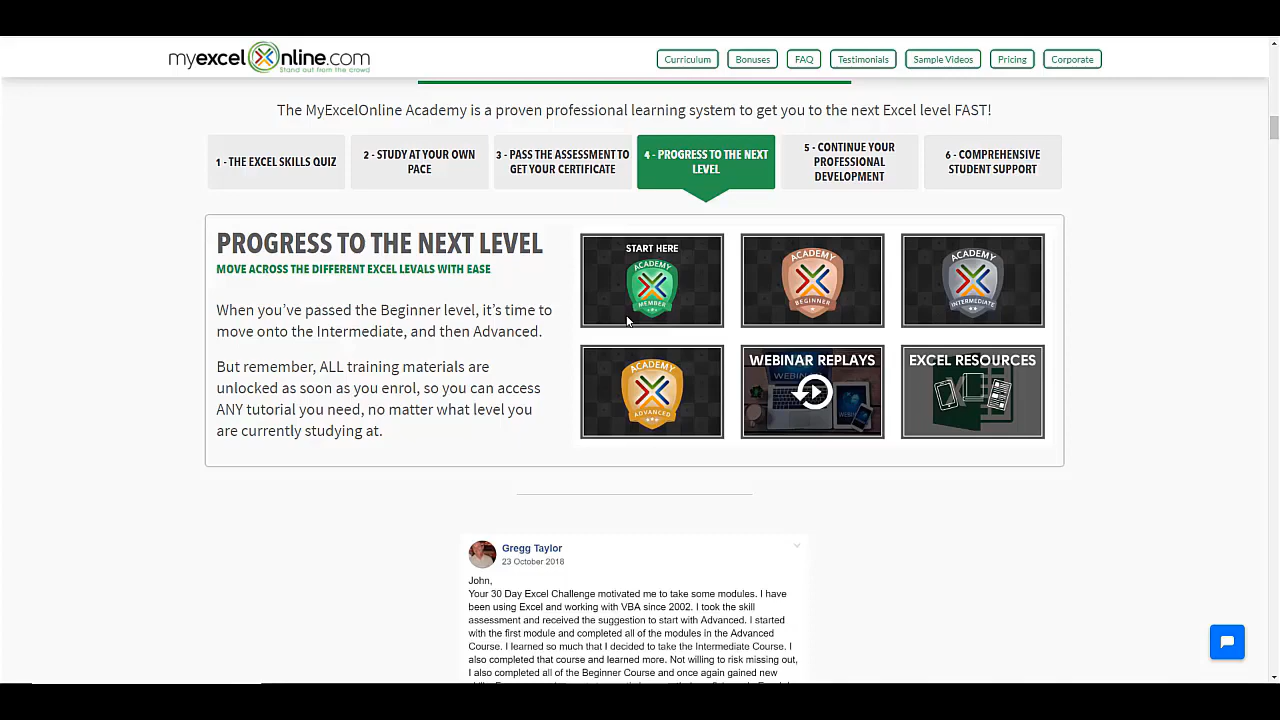 myexcelonline.com
Stand out from the crowd
Curriculum
Bonuses
FAQ
Testimonials
Sample Videos
Pricing
Corporate
The MyExcelOnline Academy is a proven professional learning system to get you to the next Excel level FAST!
1 - THE EXCEL SKILLS QUIZ
2 - STUDY AT YOUR OWN
PACE
3 - PASS THE ASSESSMENT TO
GET YOUR CERTIFICATE
4 - PROGRESS TO THE NEXT
LEVEL
5 - CONTINUE YOUR
PROFESSIONAL
DEVELOPMENT
6 - COMPREHENSIVE
STUDENT SUPPORT
PROGRESS TO THE NEXT LEVEL
MOVE ACROSS THE DIFFERENT EXCEL LEVALS WITH EASE
When you've passed the Beginner level, it's time to
move onto the Intermediate, and then Advanced.
But remember, ALL training materials are
unlocked as soon as you enrol, so you can access
ANY tutorial you need, no matter what level you
are currently studying at.
START HERE
ACADEMY
MEMBER
ACADEMY
BEGINNER
ACADEMY
INTERMEDIATE
ACADEMY
ADVANCED
WEBINAR REPLAYS
EXCEL RESOURCES
Gregg Taylor
23 October 2018
John,
Your 30 Day Excel Challenge motivated me to take some modules. I have
been using Excel and working with VBA since 2002. I took the skill
assessment and received the suggestion to start with Advanced. I started
with the first module and completed all of the modules in the Advanced
Course. I learned so much that I decided to take the Intermediate Course. I
also completed that course and learned more. Not willing to risk missing out,
I also completed all of the Beginner Course and once again gained new